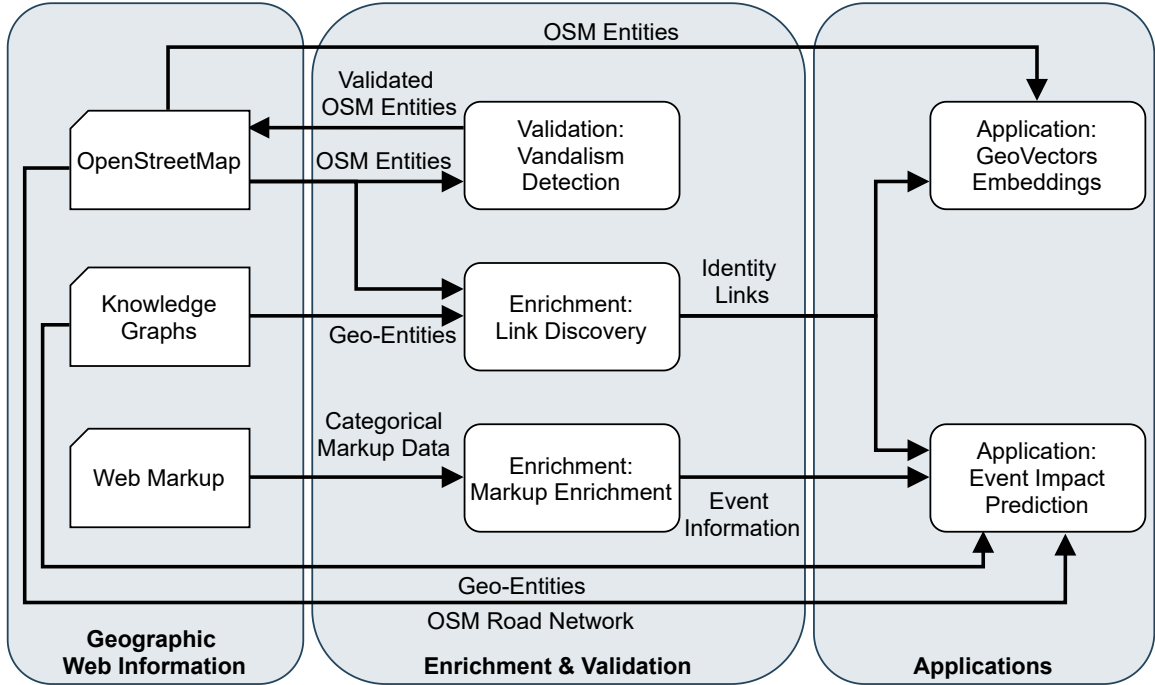 OSM Entities
Validated
OSM Entities
OpenStreetMap
OSM Entities
Validation:
Vandalism
Detection
Application:
GeoVectors
Embeddings
Knowledge
Graphs
Geo-Entities
Enrichment:
Link Discovery
Identity
Links
Web Markup
Categorical
Markup Data
Enrichment:
Markup Enrichment
Event
Information
Application:
Event Impact
Prediction
Geo-Entities
OSM Road Network
Geographic
Web Information
Enrichment & Validation
Applications